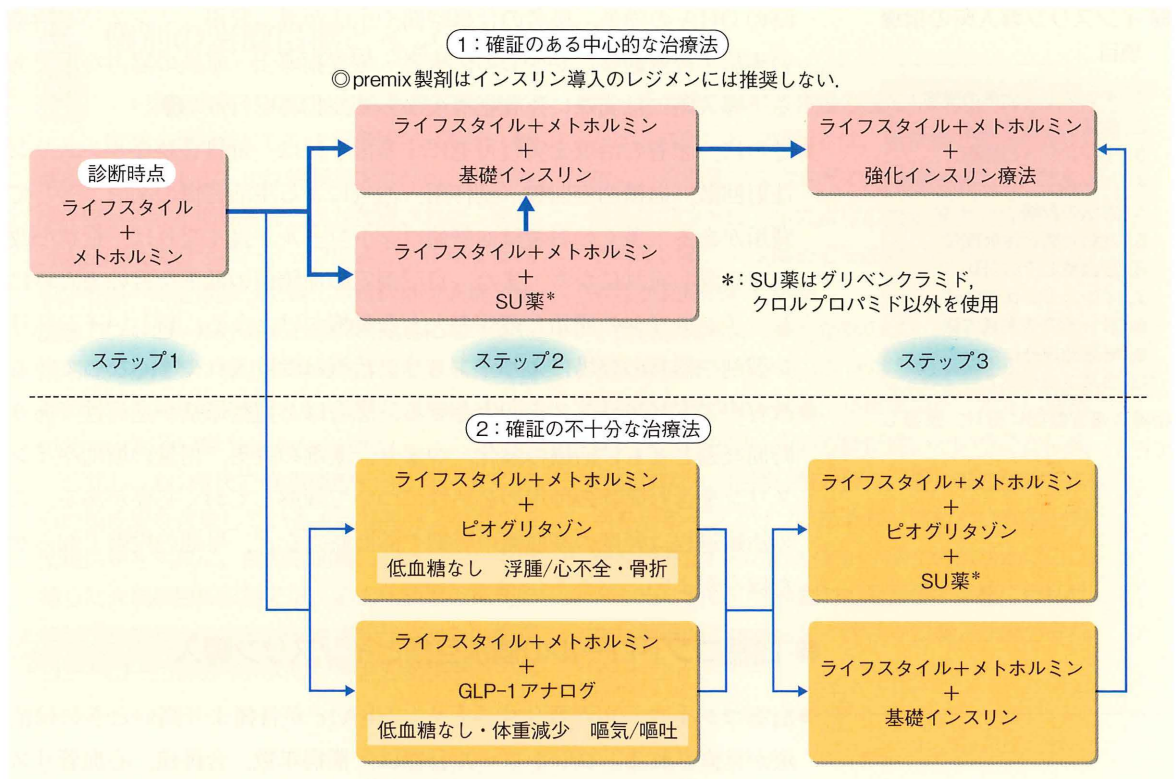 1：確証のある中心的な治療法
◎premix製剤はインスリン導入のレジメンには推奨しない．
診断時点
ライフスタイル
＋
メトホルミン
ライフスタイル＋メトホルミン
＋
基礎インスリン
ライフスタイル＋メトホルミン
＋
強化インスリン療法
ライフスタイル＋メトホルミン
＋
SU薬＊
＊：SU薬はグリベンクラミド，
クロルプロパミド以外を使用
ステップ1
ステップ2
ステップ3
2：確証の不十分な治療法
ライフスタイル＋メトホルミン
＋
ピオグリタゾン
低血糖なし　浮腫/心不全・骨折
ライフスタイル＋メトホルミン
＋
ピオグリタゾン
＋
SU薬＊
ライフスタイル＋メトホルミン
＋
GLP-1アナログ
低血糖なし・体重減少　嘔気/嘔吐
ライフスタイル＋メトホルミン
＋
基礎インスリン